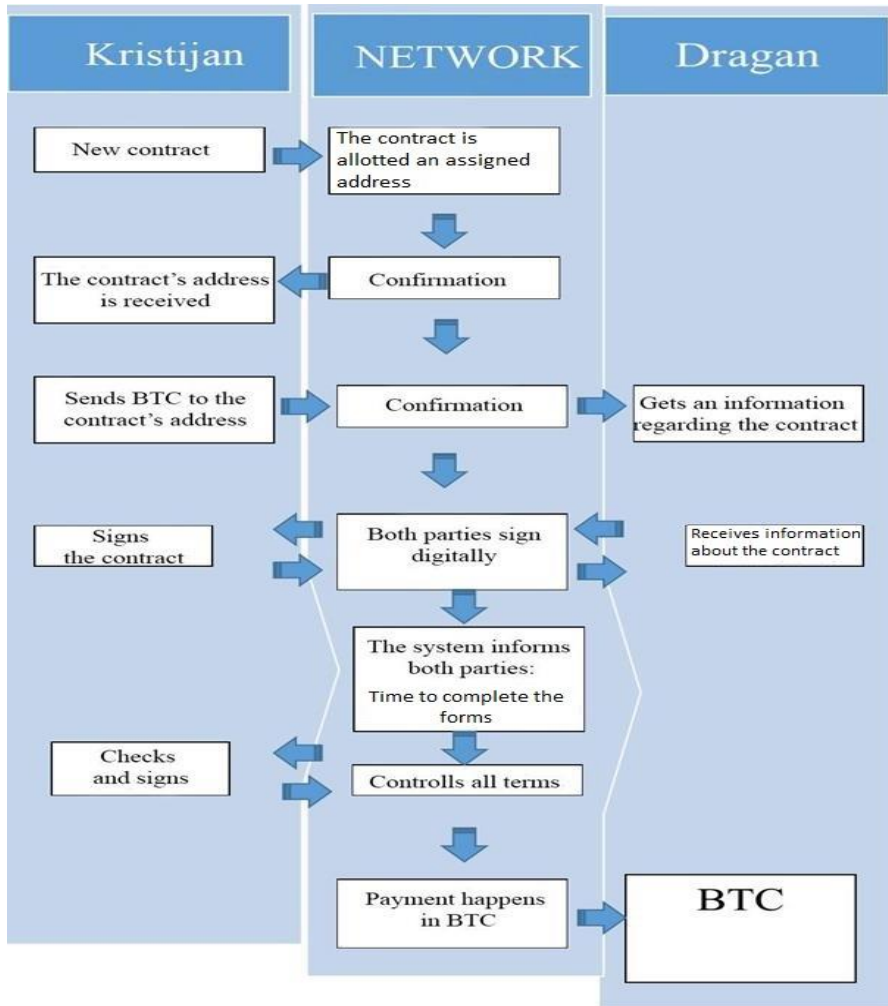 Kristijan
NETWORK
Dragan
New contract
The contract is
allotted an assigned
address
The contract’s address
is received
Confirmation
Sends BTC to the
contract’s address
Confirmation
Gets an information
regarding the contract
Signs
the contract
Both parties sign
digitally
Receives information
about the contract
The system informs
both parties:
Time to complete the
forms
Checks
and signs
Controlls all terms
Payment happens
in BTC
BTC